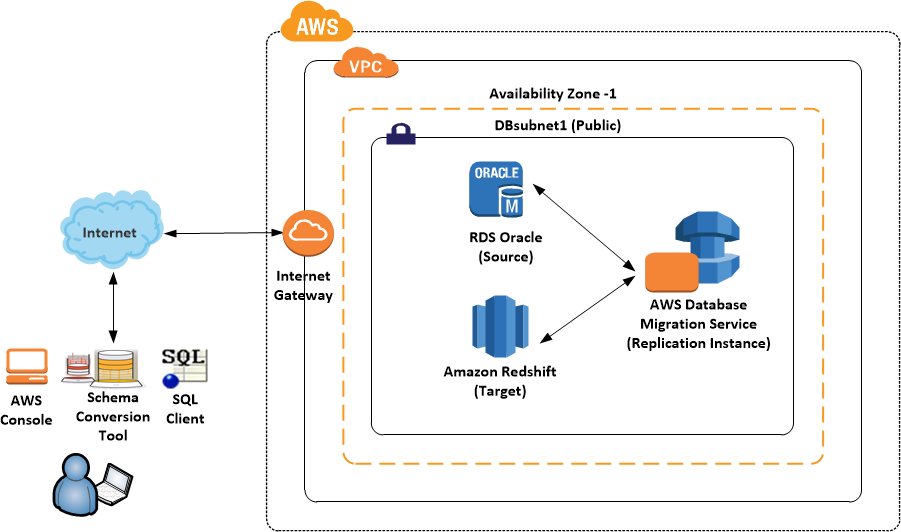 AWS
VPC
Availability Zone -1
DBsubnet1 (Public)
ORACLE
M
RDS Oracle
(Source)
Internet
Internet
Gateway
AWS Database
Migration Service
(Replication Instance)
Amazon Redshift
(Target)
SQL
AWS
Console
Schema
Conversion
Tool
SQL
Client